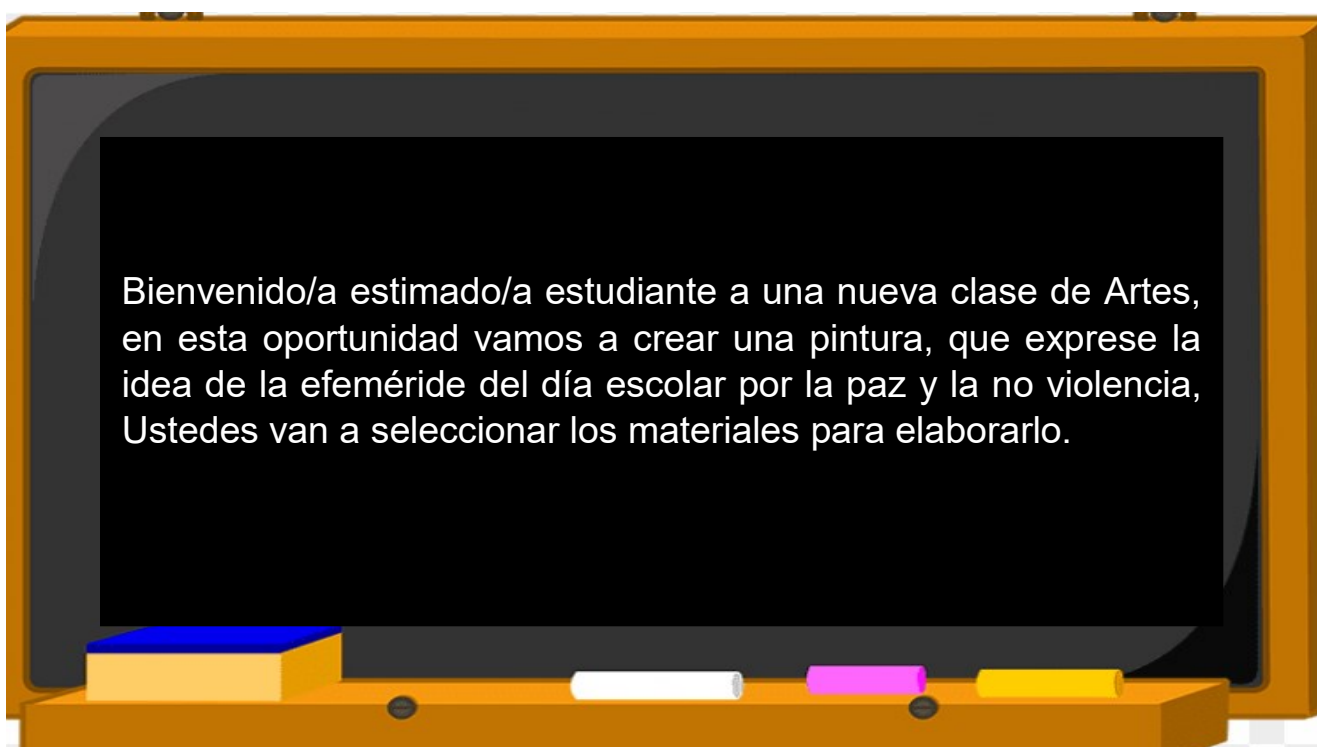 Bienvenido/a estimado/a estudiante a una nueva clase de Artes,
en esta oportunidad vamos a crear una pintura, que exprese la
idea de la efeméride del día escolar por la paz y la no violencia,
Ustedes van a seleccionar los materiales para elaborarlo.